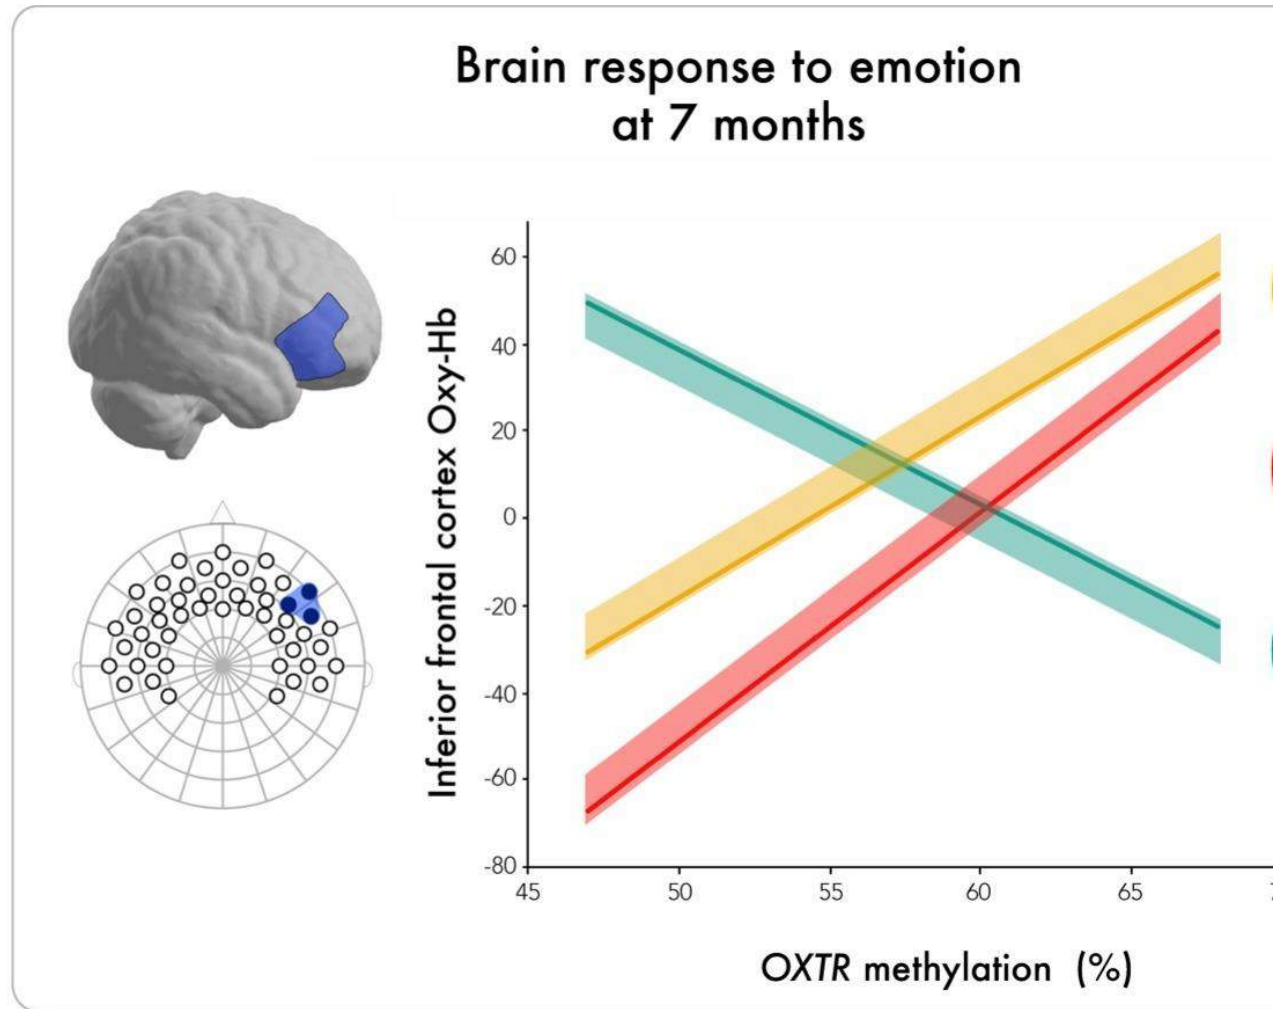 Brain response to emotion
at 7 months
Inferior frontal cortex Oxy-Hb
60
40
20
0
-20
-40
-60
-80
45 50 55 60 65
OXTR methylation (%)